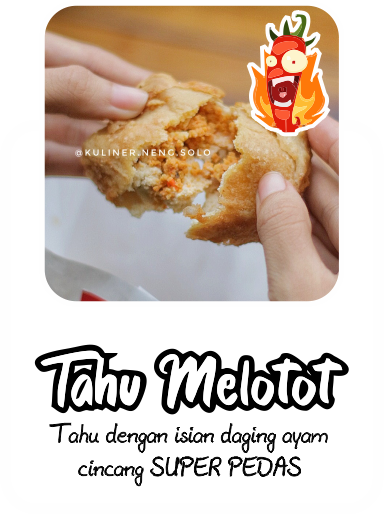 @KULINER.NENG.SOLO
Tahu Melotot
Tahu dengan isian daging ayam
cincang SUPER PEDAS